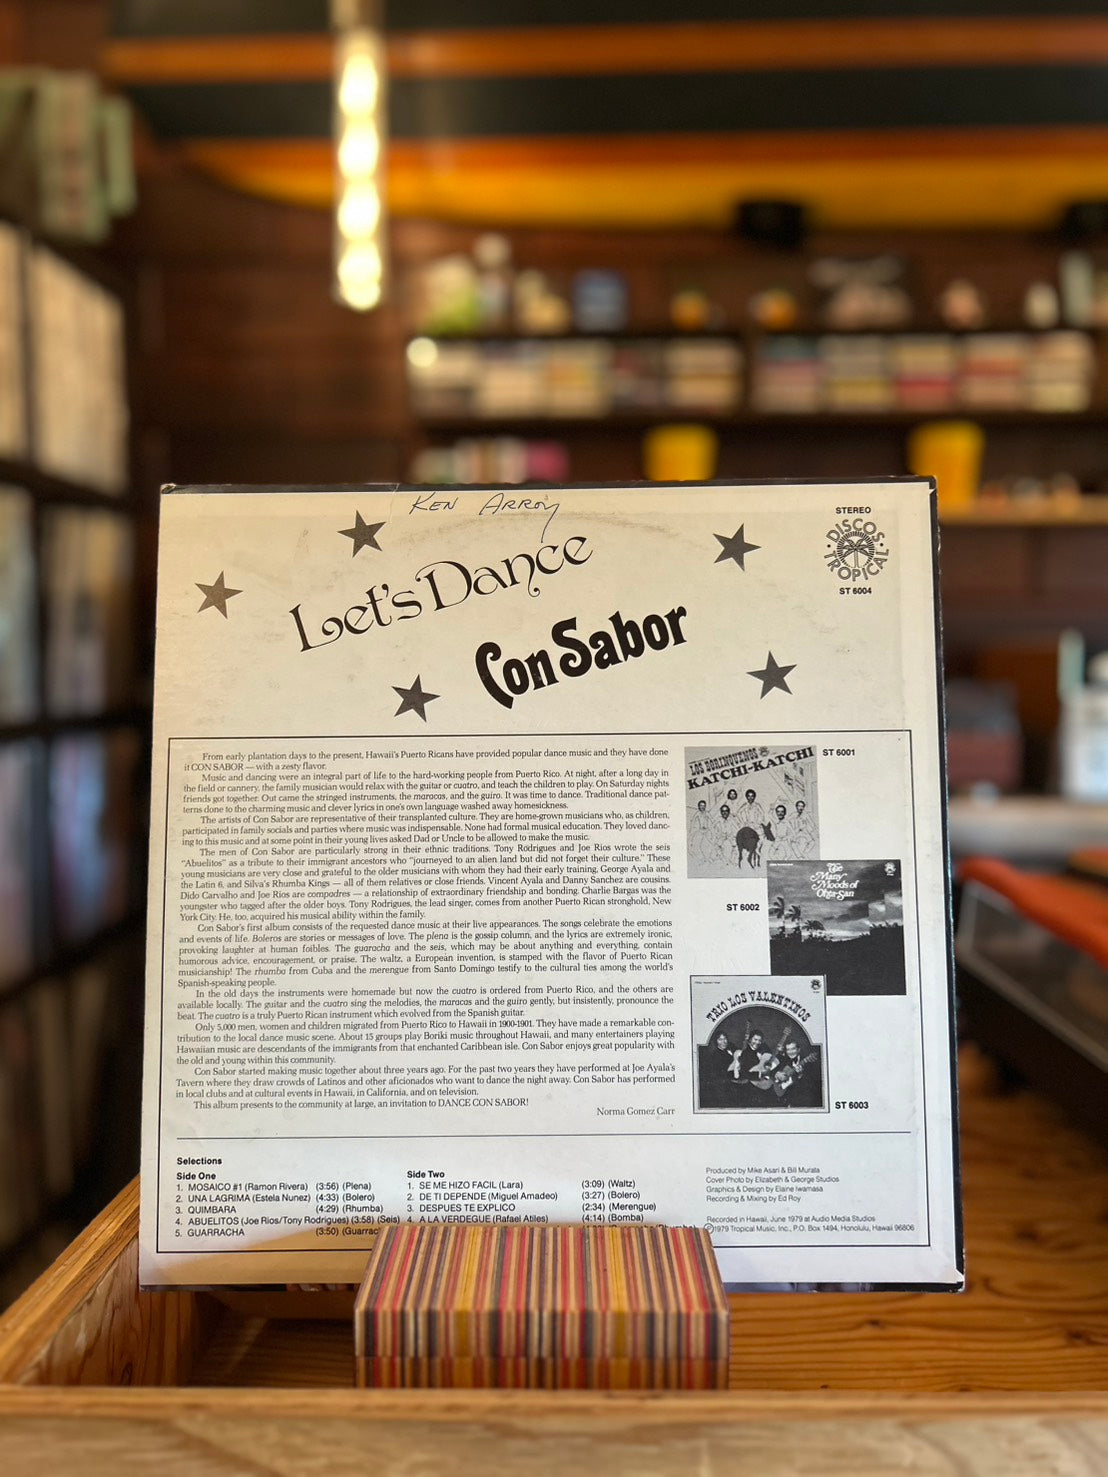 KEN ARROY
STEREO
DISCOS
TROPICAL
ST 6004
Let's Dance
Con Sabor
From early plantation days to the present, Hawaii's Puerto Ricans have provided popular dance music and they have done
it CON SABOR — with a zesty flavor.
Music and dancing were an integral part of life to the hard-working people from Puerto Rico. At night, after a long day in
the field or cannery, the family musician would relax with the guitar or cuatro, and teach the children to play. On Saturday nights
friends got together. Out came the stringed instruments, the maracas, and the guiro. It was time to dance. Traditional dance pat-
terns done to the charming music and clever lyrics in one's own language washed away homesickness.
The artists of Con Sabor are representative of their transplanted culture. They are home-grown musicians who, as children,
participated in family socials and parties where music was indispensable. None had formal musical education. They loved danc-
ing to this music and at some point in their young lives asked Dad or Uncle to be allowed to make the music.
The men of Con Sabor are particularly strong in their ethnic traditions. Tony Rodrigues and Joe Rios wrote the seis
"Abuelitos" as a tribute to their immigrant ancestors who "journeyed to an alien land but did not forget their culture." These
young musicians are very close and grateful to the older musicians with whom they had their early training, George Ayala and
the Latin 6, and Silva's Rhumba Kings — all of them relatives or close friends. Vincent Ayala and Danny Sanchez are cousins.
Dido Carvalho and Joe Rios are compadres — a relationship of extraordinary friendship and bonding. Charlie Bargas was the
youngster who tagged after the older boys. Tony Rodrigues, the lead singer, comes from another Puerto Rican stronghold, New
York City. He, too, acquired his musical ability within the family.
Con Sabor's first album consists of the requested dance music at their live appearances. The songs celebrate the emotions
and events of life. Boleros are stories or messages of love. The plena is the gossip column, and the lyrics are extremely ironic,
provoking laughter at human foibles. The guaracha and the seis, which may be about anything and everything, contain
humorous advice, encouragement, or praise. The waltz, a European invention, is stamped with the flavor of Puerto Rican
musicianship! The rhumba from Cuba and the merengue from Santo Domingo testify to the cultural ties among the world's
Spanish-speaking people.
In the old days the instruments were homemade but now the cuatro is ordered from Puerto Rico, and the others are
available locally. The guitar and the cuatro sing the melodies, the maracas and the guiro gently, but insistently, pronounce the
beat. The cuatro is a truly Puerto Rican instrument which evolved from the Spanish guitar.
Only 5,000 men, women and children migrated from Puerto Rico to Hawaii in 1900-1901. They have made a remarkable con-
tribution to the local dance music scene. About 15 groups play Boriki music throughout Hawaii, and many entertainers playing
Hawaiian music are descendants of the immigrants from that enchanted Caribbean isle. Con Sabor enjoys great popularity with
the old and young within this community.
Con Sabor started making music together about three years ago. For the past two years they have performed at Joe Ayala's
Tavern where they draw crowds of Latinos and other aficionados who want to dance the night away. Con Sabor has performed
in local clubs and at cultural events in Hawaii, in California, and on television.
This album presents to the community at large, an invitation to DANCE CON SABOR!
Norma Gomez Carr
LOS BORINQUENOS
KATCHI-KATCHI
ST 6001
The
Many
Moods of
Olga-San
ST 6002
TRIO LOS VALENTINOS
ST 6003
Selections
Side One
1. MOSAICO #1 (Ramon Rivera) (3:56) (Plena)
2. UNA LAGRIMA (Estela Nunez) (4:33) (Bolero)
3. QUIMBARA (4:29) (Rhumba)
4. ABUELITOS (Joe Rios/Tony Rodrigues) (3:58) (Seis)
5. GUARRACHA (3:50) (Guarrac
Side Two
1. SE ME HIZO FACIL (Lara) (3:09) (Waltz)
2. DE TI DEPENDE (Miguel Amadeo) (3:27) (Bolero)
3. DESPUES TE EXPLICO (2:34) (Merengue)
4. A LA VERDEGUE (Rafael Atiles) (4:14) (Bomba)
Produced by Mike Asari & Bill Murata
Cover Photo by Elizabeth & George Studios
Graphics & Design by Elaine Iwamasa
Recording & Mixing by Ed Roy
Recorded in Hawaii, June 1979 at Audio Media Studios
Ⓟ1979 Tropical Music, Inc., P.O. Box 1494, Honolulu, Hawaii 96806